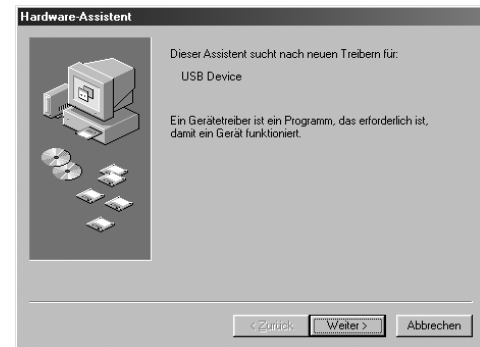 Hardware-Assistent
Dieser Assistent sucht nach neuen Treibern für:
USB Device
Ein Gerätetreiber ist ein Programm, das erforderlich ist,
damit ein Gerät funktioniert.
< Zurück
Weiter >
Abbrechen